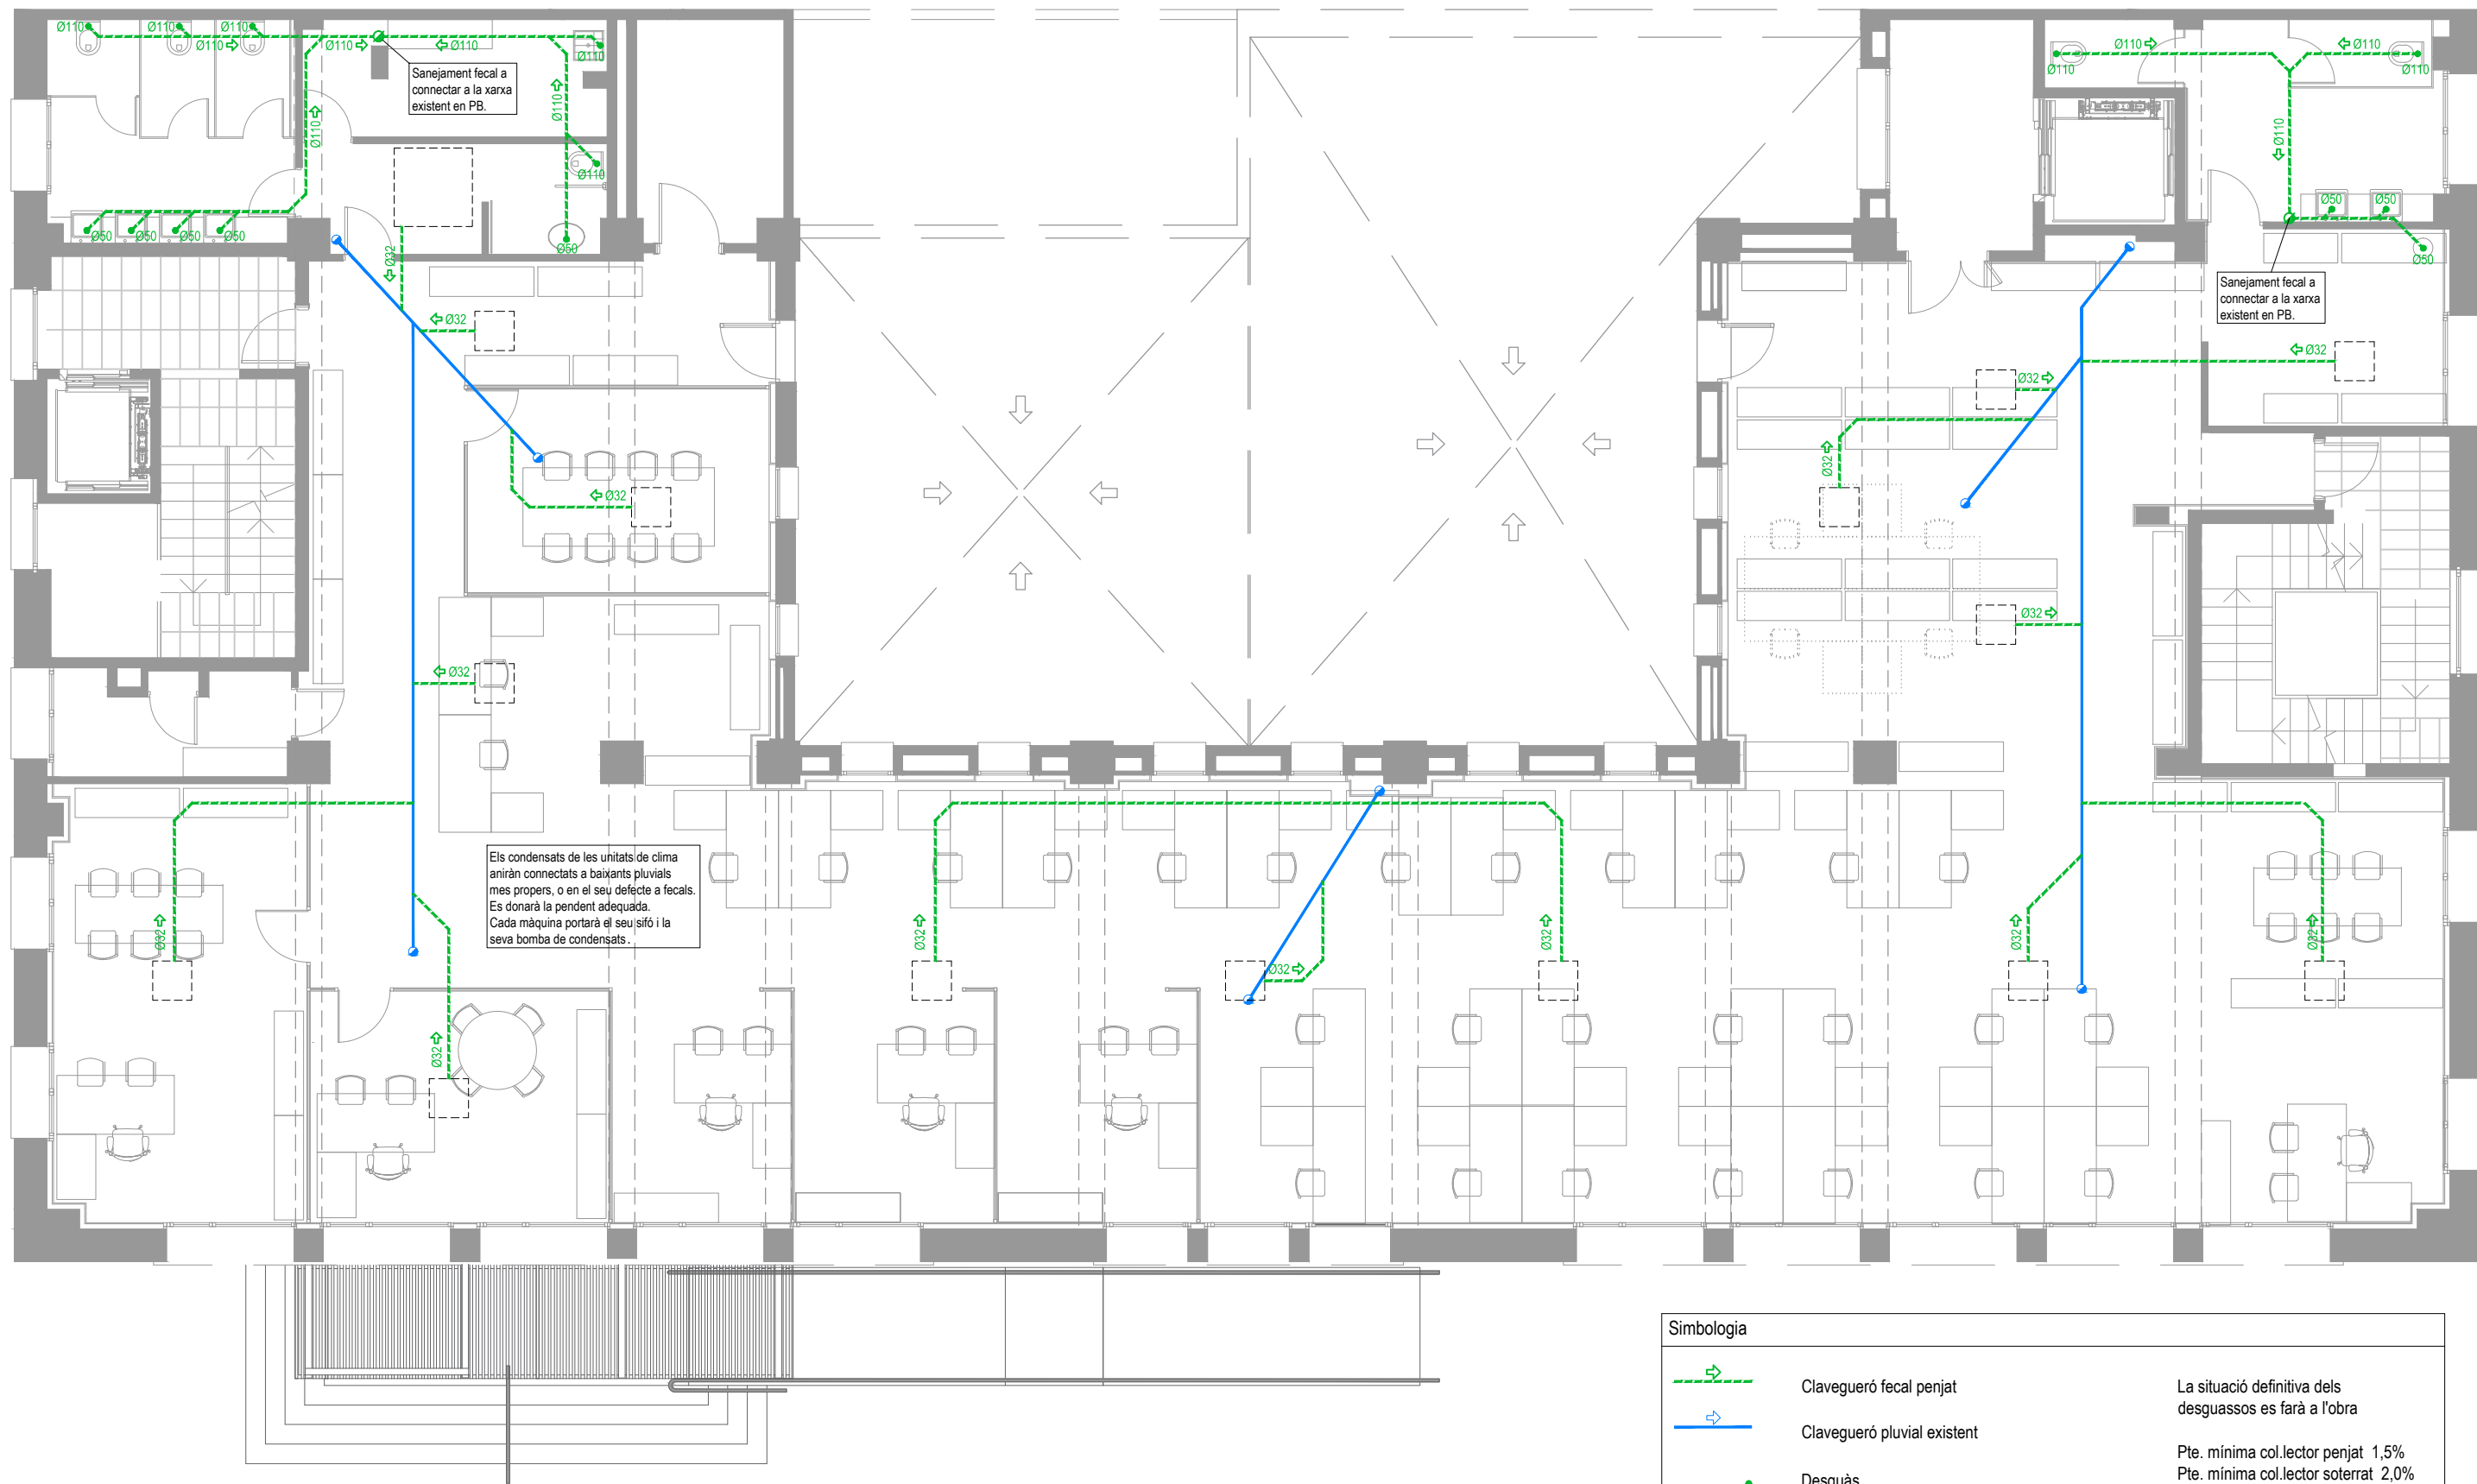 Ø110 Ø110 Ø110
Ø110 Ø110 Ø110 Ø110
Sanejament fecal a
connectar a la xarxa
existent en PB.
Ø110
Ø110
Ø110
Ø50 Ø50 Ø50 Ø50
Ø50
Ø32
Ø32
Ø32
Ø32
Ø32
Ø32
Els condensats de les unitats de clima
aniràn connectats a baixants pluvials
mes propers, o en el seu defecte a fecals.
Es donarà la pendent adequada.
Cada màquina portarà el seu sifó i la
seva bomba de condensats.
Ø32
Ø32
Ø32
Ø110 Ø110
Ø110 Ø110
Ø110
Ø50 Ø50
Ø50
Sanejament fecal a
connectar a la xarxa
existent en PB.
Ø32
Ø32
Ø32
Ø32
Ø32
Ø32
Simbologia
Clavegueró fecal penjat
Clavegueró pluvial existent
Desguàs
La situació definitiva dels
desguassos es farà a l'obra
Pte. mínima col.lector penjat 1,5%
Pte. mínima col.lector soterrat 2,0%